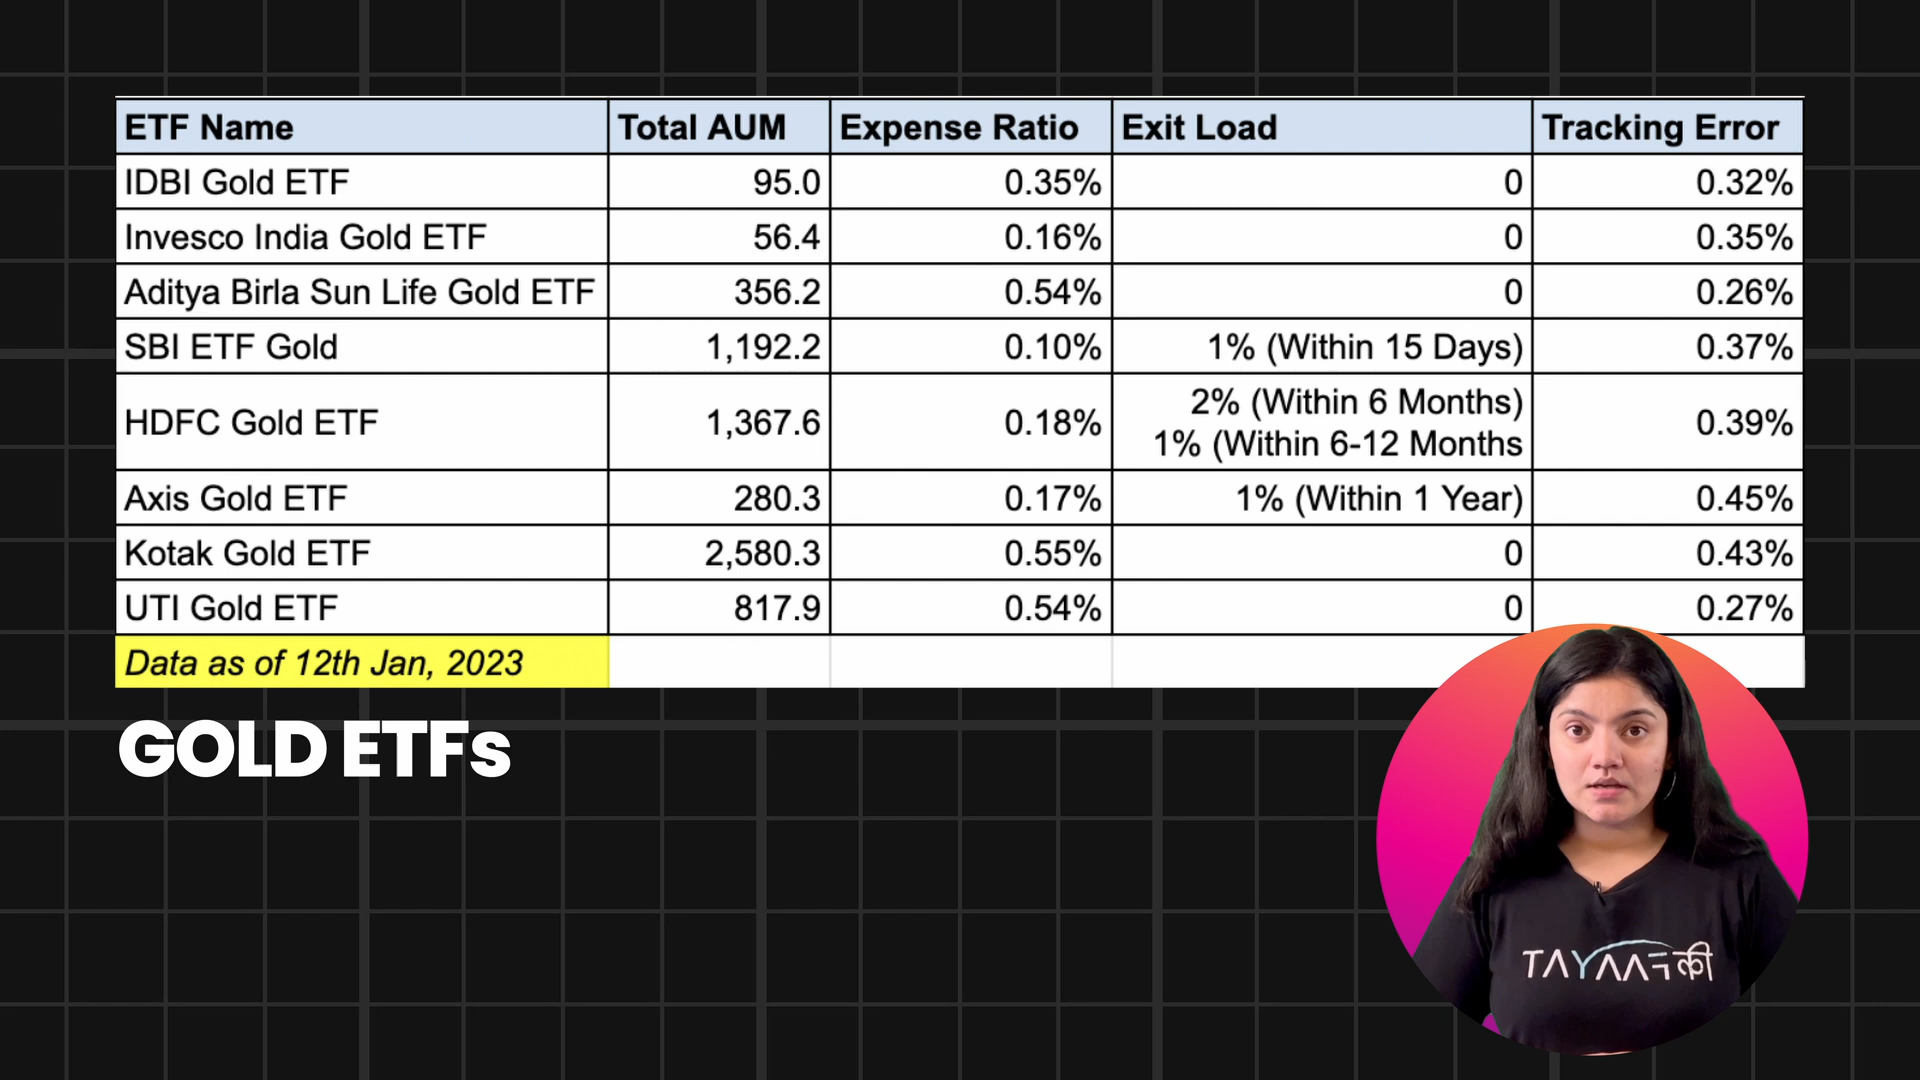 ETF Name Total AUM Expense Ratio Exit Load Tracking Error
IDBI Gold ETF 95.0 0.35% 0 0.32%
Invesco India Gold ETF 56.4 0.16% 0 0.35%
Aditya Birla Sun Life Gold ETF 356.2 0.54% 0 0.26%
SBI ETF Gold 1,192.2 0.10% 1% (Within 15 Days) 0.37%
HDFC Gold ETF 1,367.6 0.18% 2% (Within 6 Months) 0.39%
1% (Within 6-12 Months
Axis Gold ETF 280.3 0.17% 1% (Within 1 Year) 0.45%
Kotak Gold ETF 2,580.3 0.55% 0 0.43%
UTI Gold ETF 817.9 0.54% 0 0.27%
Data as of 12th Jan, 2023
GOLD ETFs